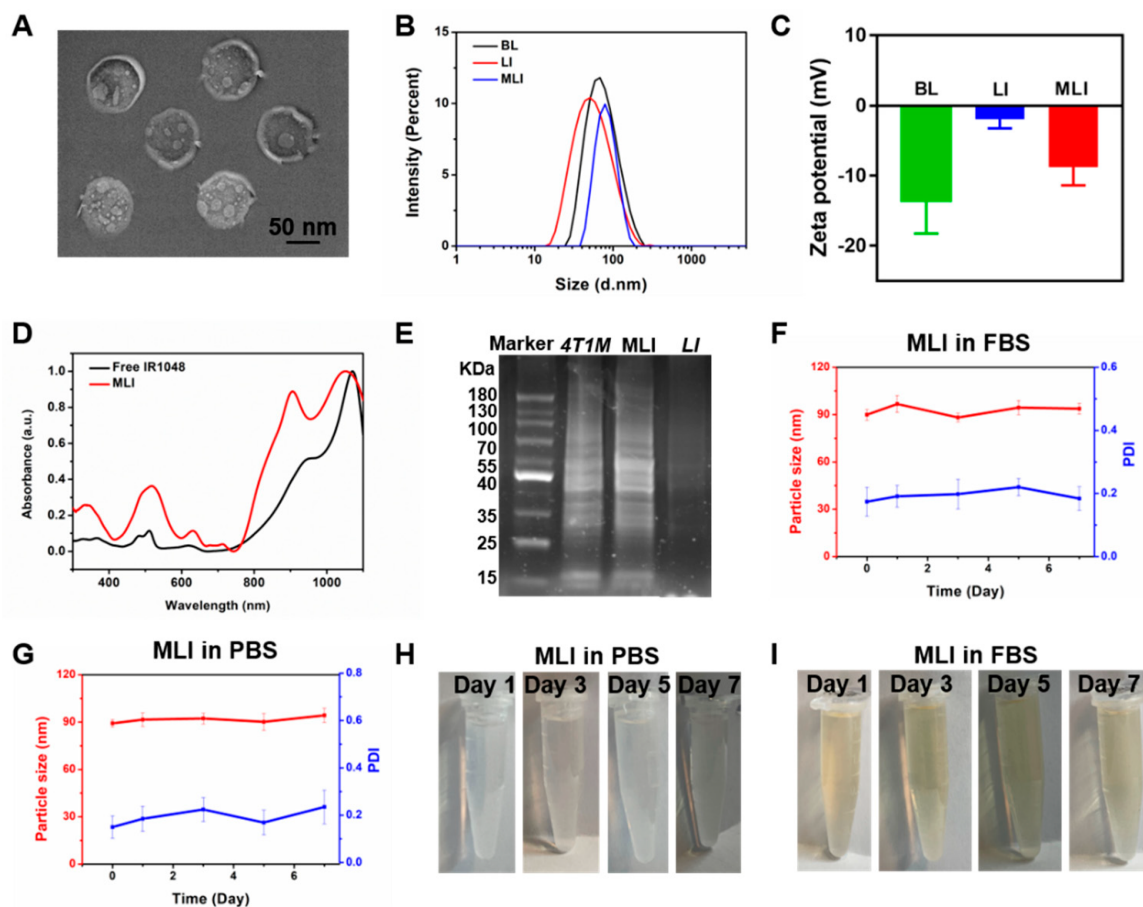 A
50 nm
B
BL
LI
MLI
15
10
5
0
1
10
100
1000
Intensity (Percent)
Size (d.nm)
C
10
0
-10
-20
Zeta potential (mV)
BL
LI
MLI
D
Free IR1048
MLI
1.0
0.8
0.6
0.4
0.2
0.0
400
600
800
1000
Absorbance (a.u.)
Wavelength (nm)
E
Marker 4T1M MLI LI
KDa
180
130
100
70
55
40
35
25
15
F
MLI in FBS
120
90
60
30
0
Particle size (nm)
0.6
0.4
0.2
0.0
PDI
0
2
4
6
Time (Day)
G
MLI in PBS
120
90
60
30
0
Particle size (nm)
0.8
0.6
0.4
0.2
0.0
PDI
0
2
4
6
Time (Day)
H
MLI in PBS
Day 1 Day 3 Day 5 Day 7
I
MLI in FBS
Day 1 Day 3 Day 5 Day 7